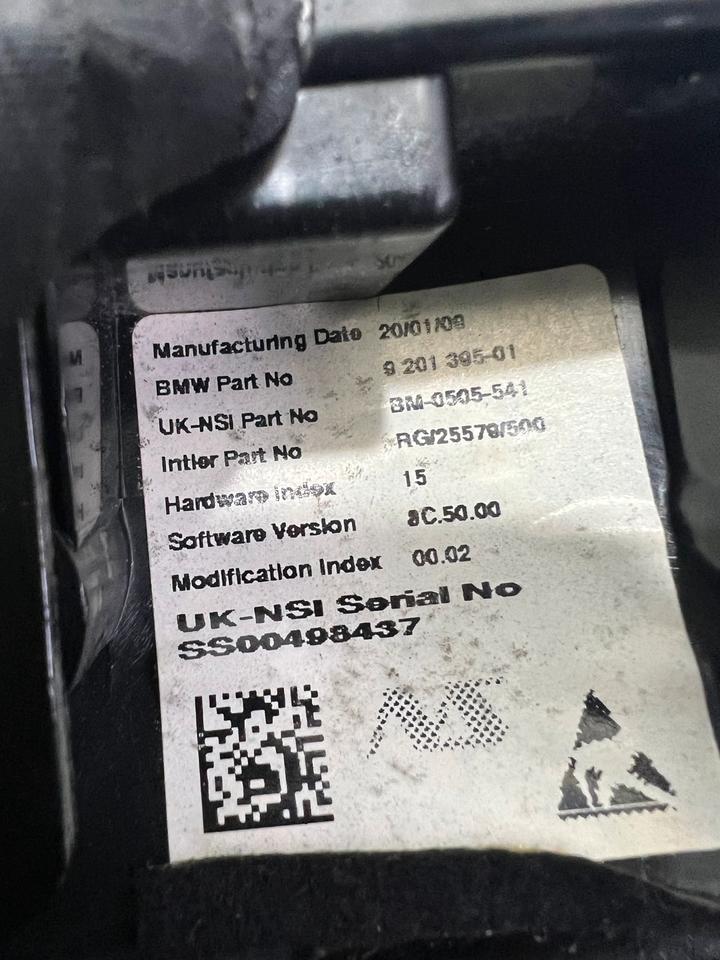 Manufacturing Date 20/01/09
BMW Part No 9 201 395-01
UK-NSI Part No BM-0505-541
Intier Part No RG/25579/500
Hardware Index 15
Software Version 8C.50.00
Modification Index 00.02
UK-NSI Serial No
SS00498437
NS